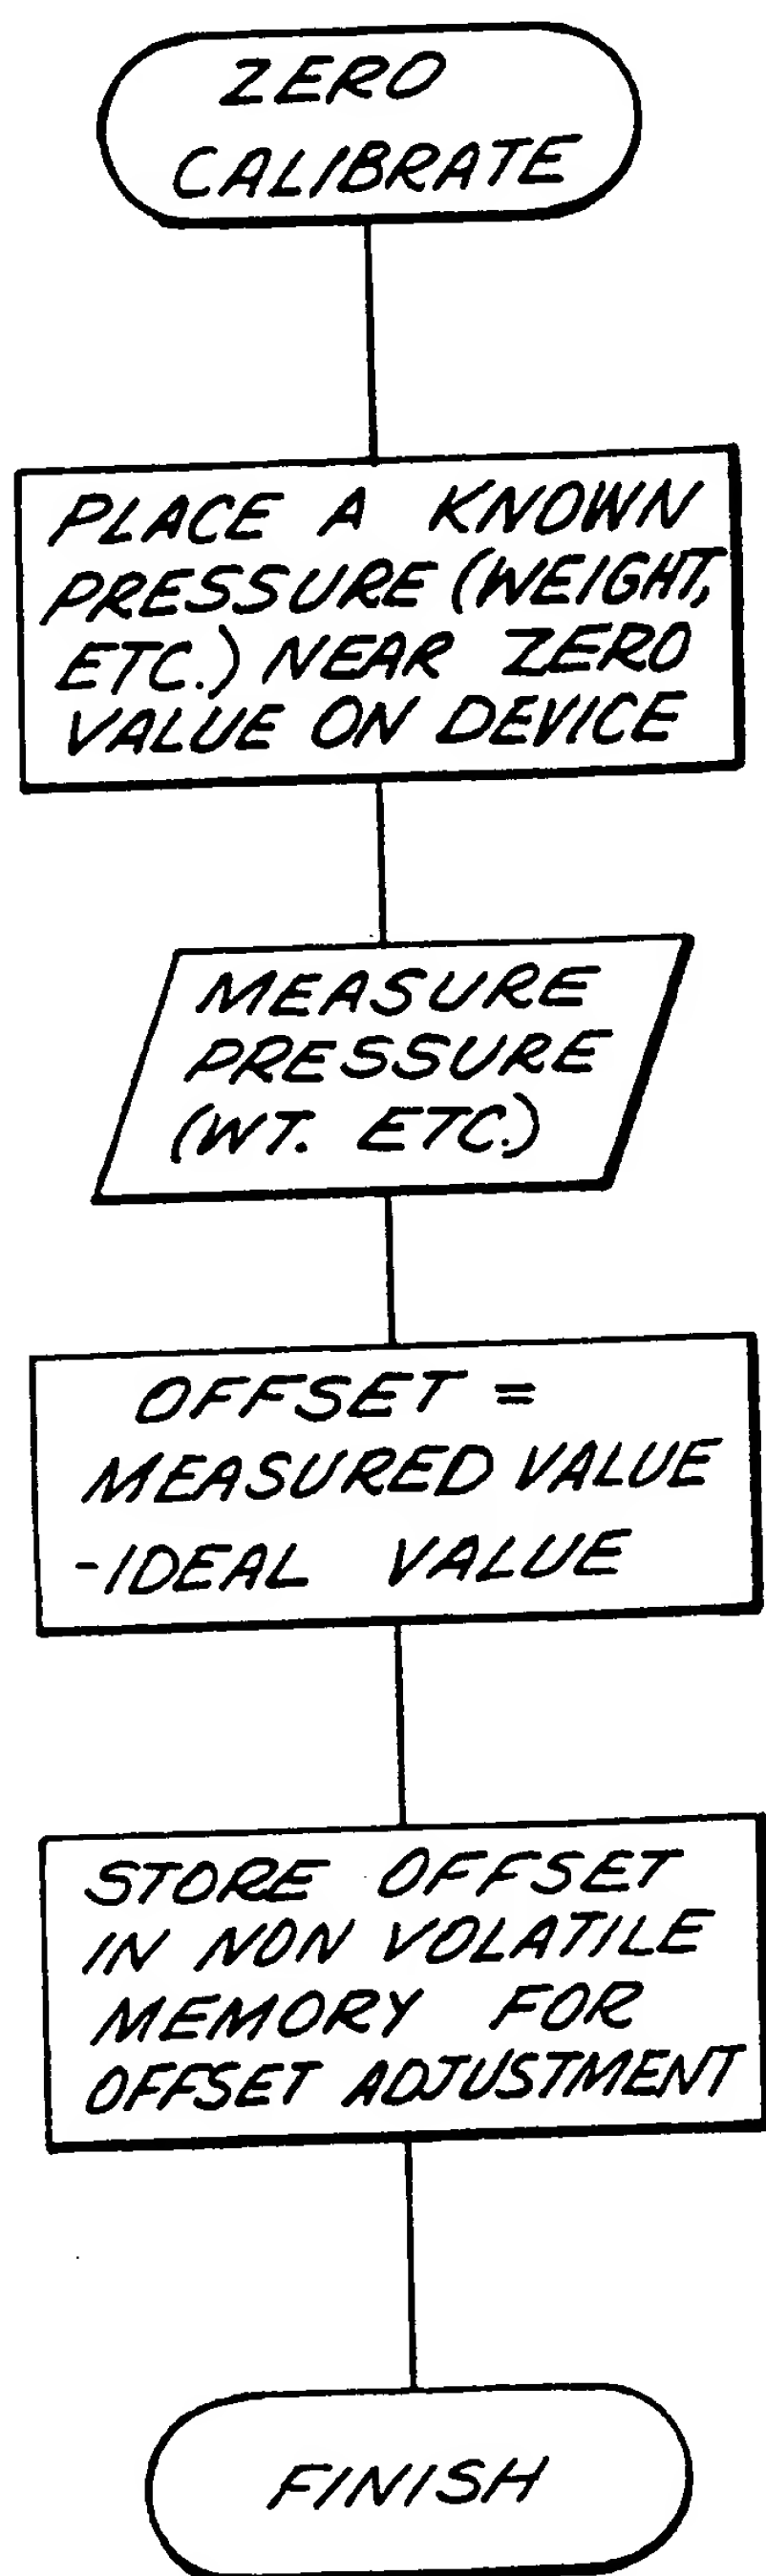 ZERO
CALIBRATE
PLACE A KNOWN
PRESSURE (WEIGHT,
ETC.) NEAR ZERO
VALUE ON DEVICE
MEASURE
PRESSURE
(WT. ETC.)
OFFSET =
MEASURED VALUE
-IDEAL VALUE
STORE OFFSET
IN NON VOLATILE
MEMORY FOR
OFFSET ADJUSTMENT
FINISH